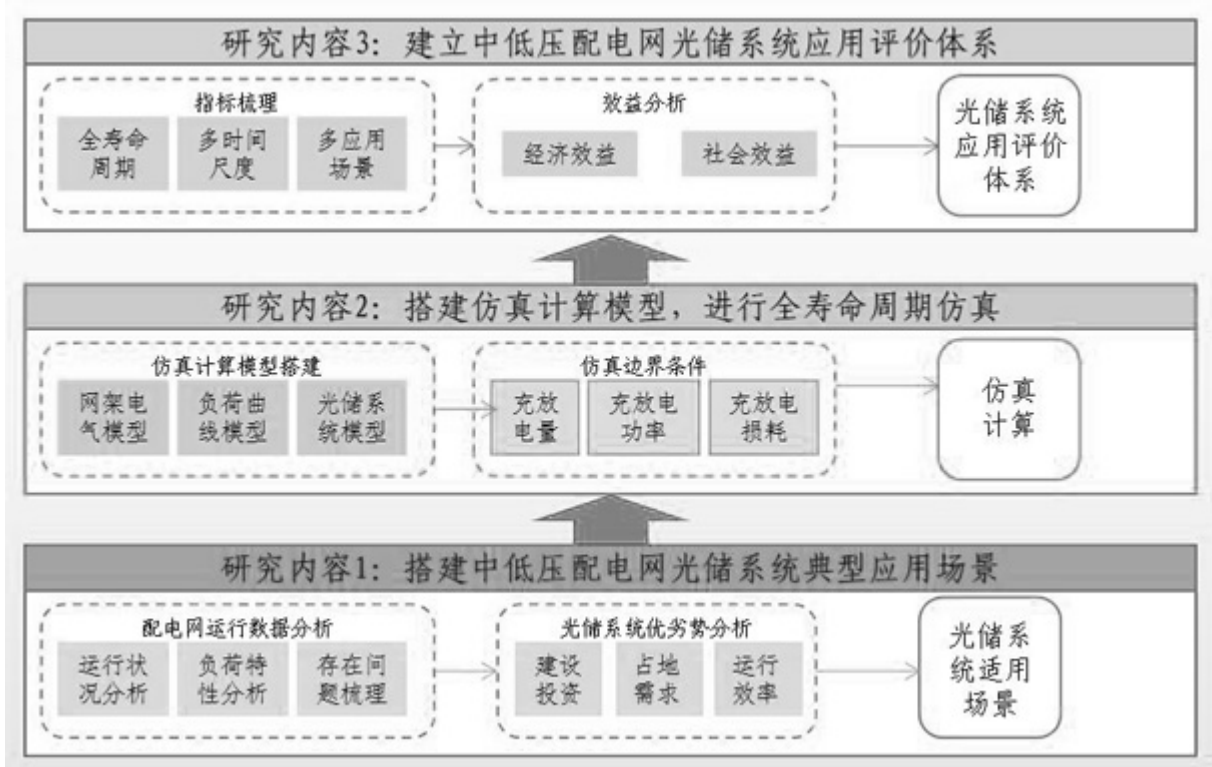 研究内容3：建立中低压配电网光储系统应用评价体系
指标梳理
全寿命
周期
多时间
尺度
多应用
场景
效益分析
经济效益
社会效益
光储系统
应用评价
体系
研究内容2：搭建仿真计算模型，进行全寿命周期仿真
仿真计算模型搭建
网架电
气模型
负荷曲
线模型
光储系
统模型
仿真边界条件
充放
电量
充放电
功率
充放电
损耗
仿真
计算
研究内容1：搭建中低压配电网光储系统典型应用场景
配电网运行数据分析
运行状
况分析
负荷特
性分析
存在问
题梳理
光储系统优劣势分析
建设
投资
占地
需求
运行
效率
光储系
统适用
场景